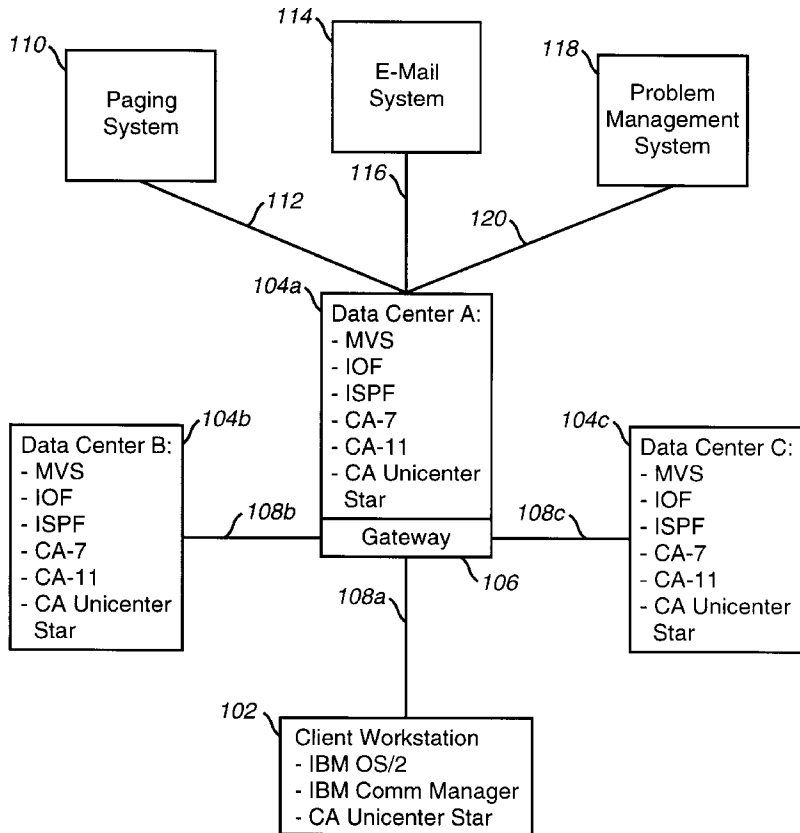 110
Paging
System
114
E-Mail
System
118
Problem
Management
System
112
116
120
104a
Data Center A:
- MVS
- IOF
- ISPF
- CA-7
- CA-11
- CA Unicenter
Star
Gateway
106
104b
Data Center B:
- MVS
- IOF
- ISPF
- CA-7
- CA-11
- CA Unicenter
Star
108b
108c
104c
Data Center C:
- MVS
- IOF
- ISPF
- CA-7
- CA-11
- CA Unicenter
Star
108a
102
Client Workstation
- IBM OS/2
- IBM Comm Manager
- CA Unicenter Star